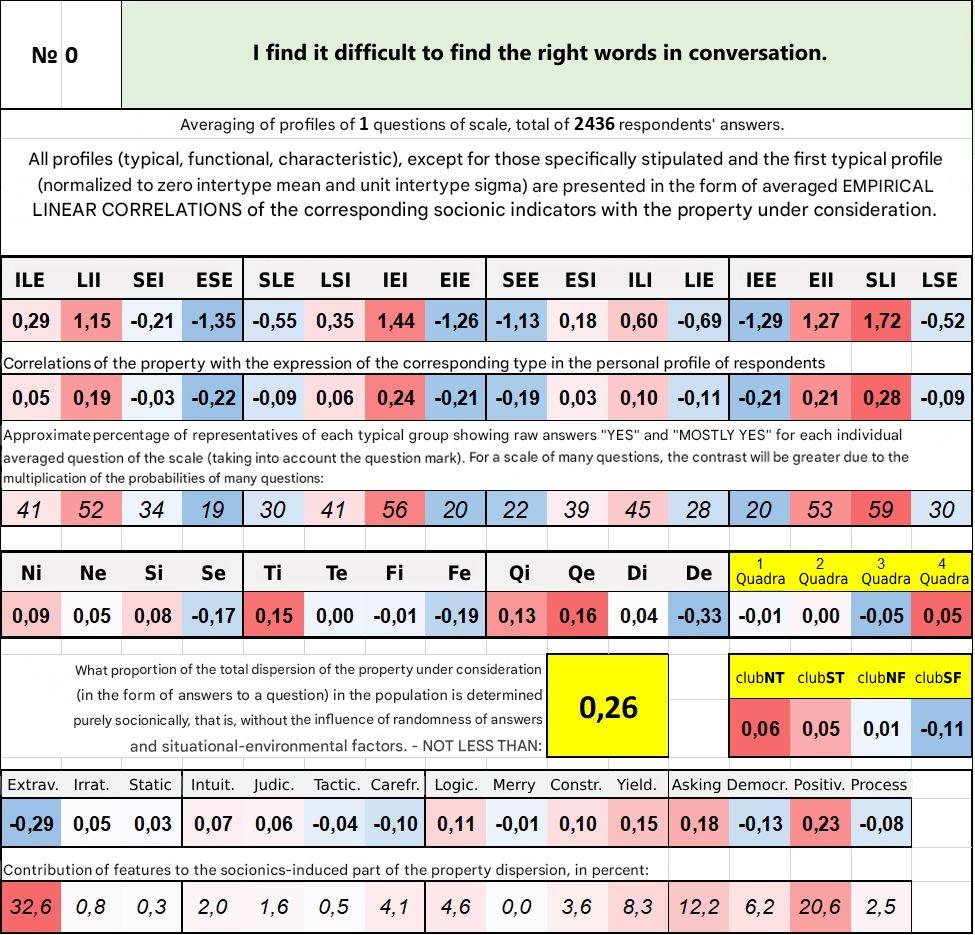 № 0
I find it difficult to find the right words in conversation.
Averaging of profiles of 1 questions of scale, total of 2436 respondents' answers.
All profiles (typical, functional, characteristic), except for those specifically stipulated and the first typical profile
(normalized to zero intertype mean and unit intertype sigma) are presented in the form of averaged EMPIRICAL
LINEAR CORRELATIONS of the corresponding socionic indicators with the property under consideration.
ILE LII SEI ESE SLE LSI IEI EIE SEE ESI ILI LIE IEE EII SLI LSE
0,29 1,15 -0,21 -1,35 -0,55 0,35 1,44 -1,26 -1,13 0,18 0,60 -0,69 -1,29 1,27 1,72 -0,52
Correlations of the property with the expression of the corresponding type in the personal profile of respondents
0,05 0,19 -0,03 -0,22 -0,09 0,06 0,24 -0,21 -0,19 0,03 0,10 -0,11 -0,21 0,21 0,28 -0,09
Approximate percentage of representatives of each typical group showing raw answers "YES" and "MOSTLY YES" for each individual
averaged question of the scale (taking into account the question mark). For a scale of many questions, the contrast will be greater due to the
multiplication of the probabilities of many questions:
41 52 34 19 30 41 56 20 22 39 45 28 20 53 59 30
Ni Ne Si Se Ti Te Fi Fe Qi Qe Di De 1 Quadra 2 Quadra 3 Quadra 4 Quadra
0,09 0,05 0,08 -0,17 0,15 0,00 -0,01 -0,19 0,13 0,16 0,04 -0,33 -0,01 0,00 -0,05 0,05
What proportion of the total dispersion of the property under consideration
(in the form of answers to a question) in the population is determined
purely socionically, that is, without the influence of randomness of answers
and situational-environmental factors. - NOT LESS THAN:
0,26
clubNT clubST clubNF clubSF
0,06 0,05 0,01 -0,11
Extrav. Irrat. Static Intuit. Judic. Tactic. Carefr. Logic. Merry Constr. Yield. Asking Democr. Positiv. Process
-0,29 0,05 0,03 0,07 0,06 -0,04 -0,10 0,11 -0,01 0,10 0,15 0,18 -0,13 0,23 -0,08
Contribution of features to the socionics-induced part of the property dispersion, in percent:
32,6 0,8 0,3 2,0 1,6 0,5 4,1 4,6 0,0 3,6 8,3 12,2 6,2 20,6 2,5